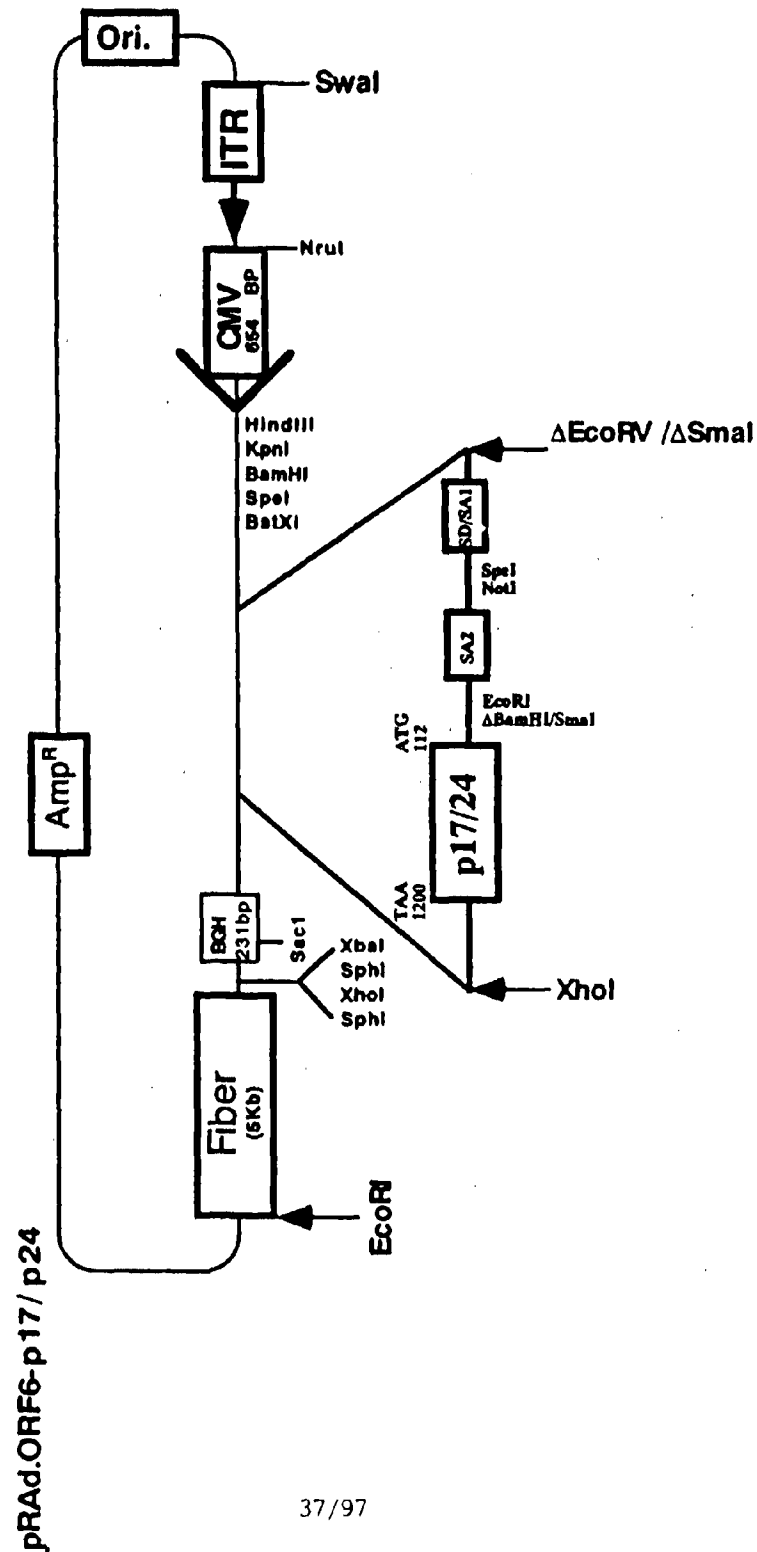 pRAd.ORF6-p17/p24
Ori.
SwaI
ITR
NruI
CMV
654 BP
HindIII
KpnI
BamHI
SpeI
BstXI
ΔEcoRV /ΔSmaI
SD/SA1
SpeI
NotI
SA2
EcoRI
ΔBamHI/SmaI
ATG
112
p17/24
TAA
1200
XhoI
Amp^R
BGH
231bp
Sac1
XbaI
SphI
XhoI
SphI
Fiber
(5Kb)
EcoRI
37/97